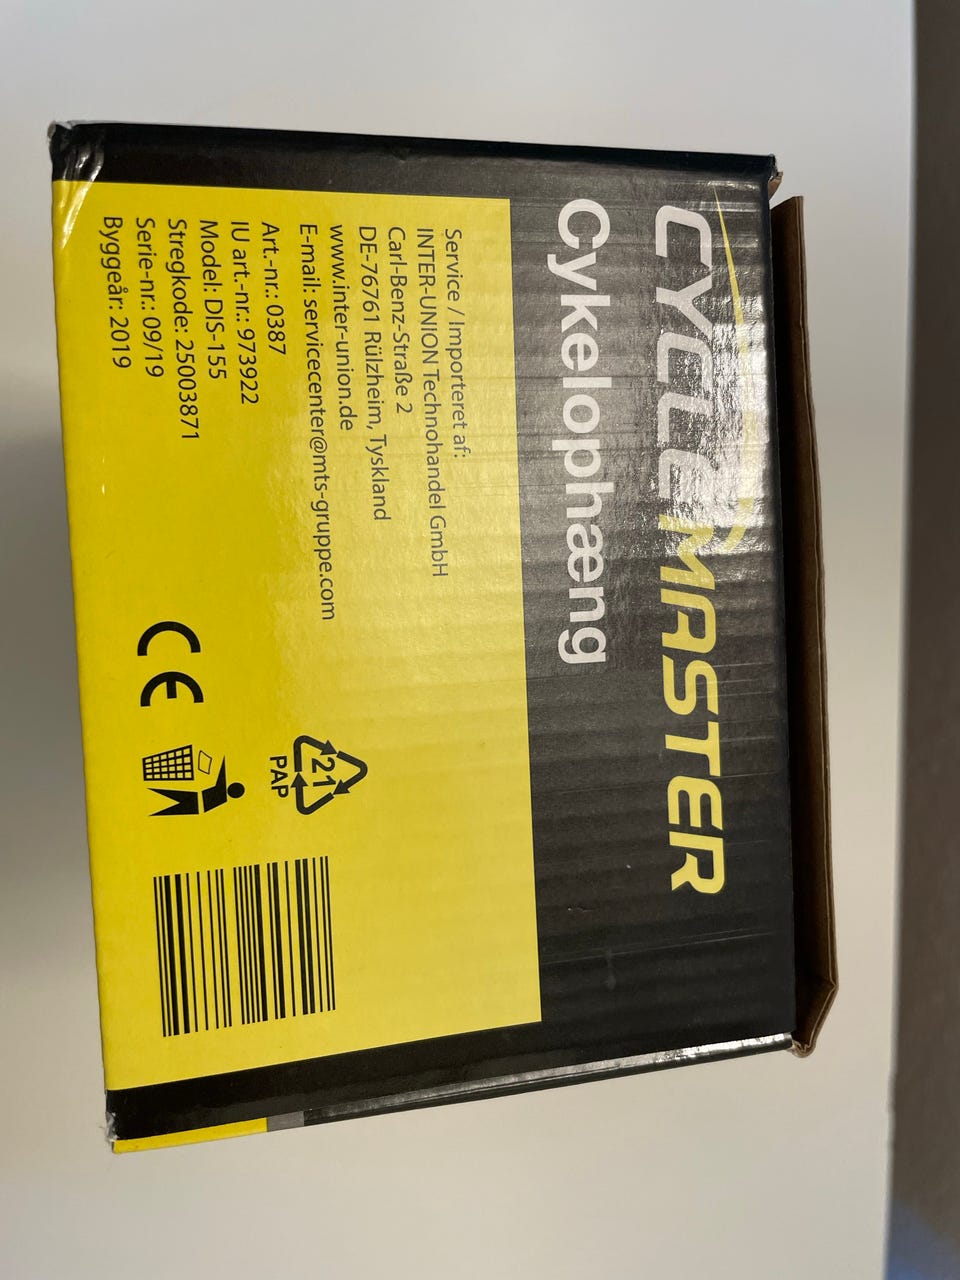 CYCLEMASTER
Cykelophæng
Service / Importeret af:
INTER-UNION Technohandel GmbH
Carl-Benz-Straße 2
DE-76761 Rülzheim, Tyskland
www.inter-union.de
E-mail: servicecenter@mts-gruppe.com
Art.-nr.: 0387
IU art.-nr.: 973922
Model: DIS-155
Stregkode: 25003871
Serie-nr.: 09/19
Byggeår: 2019
CE
21
PAP